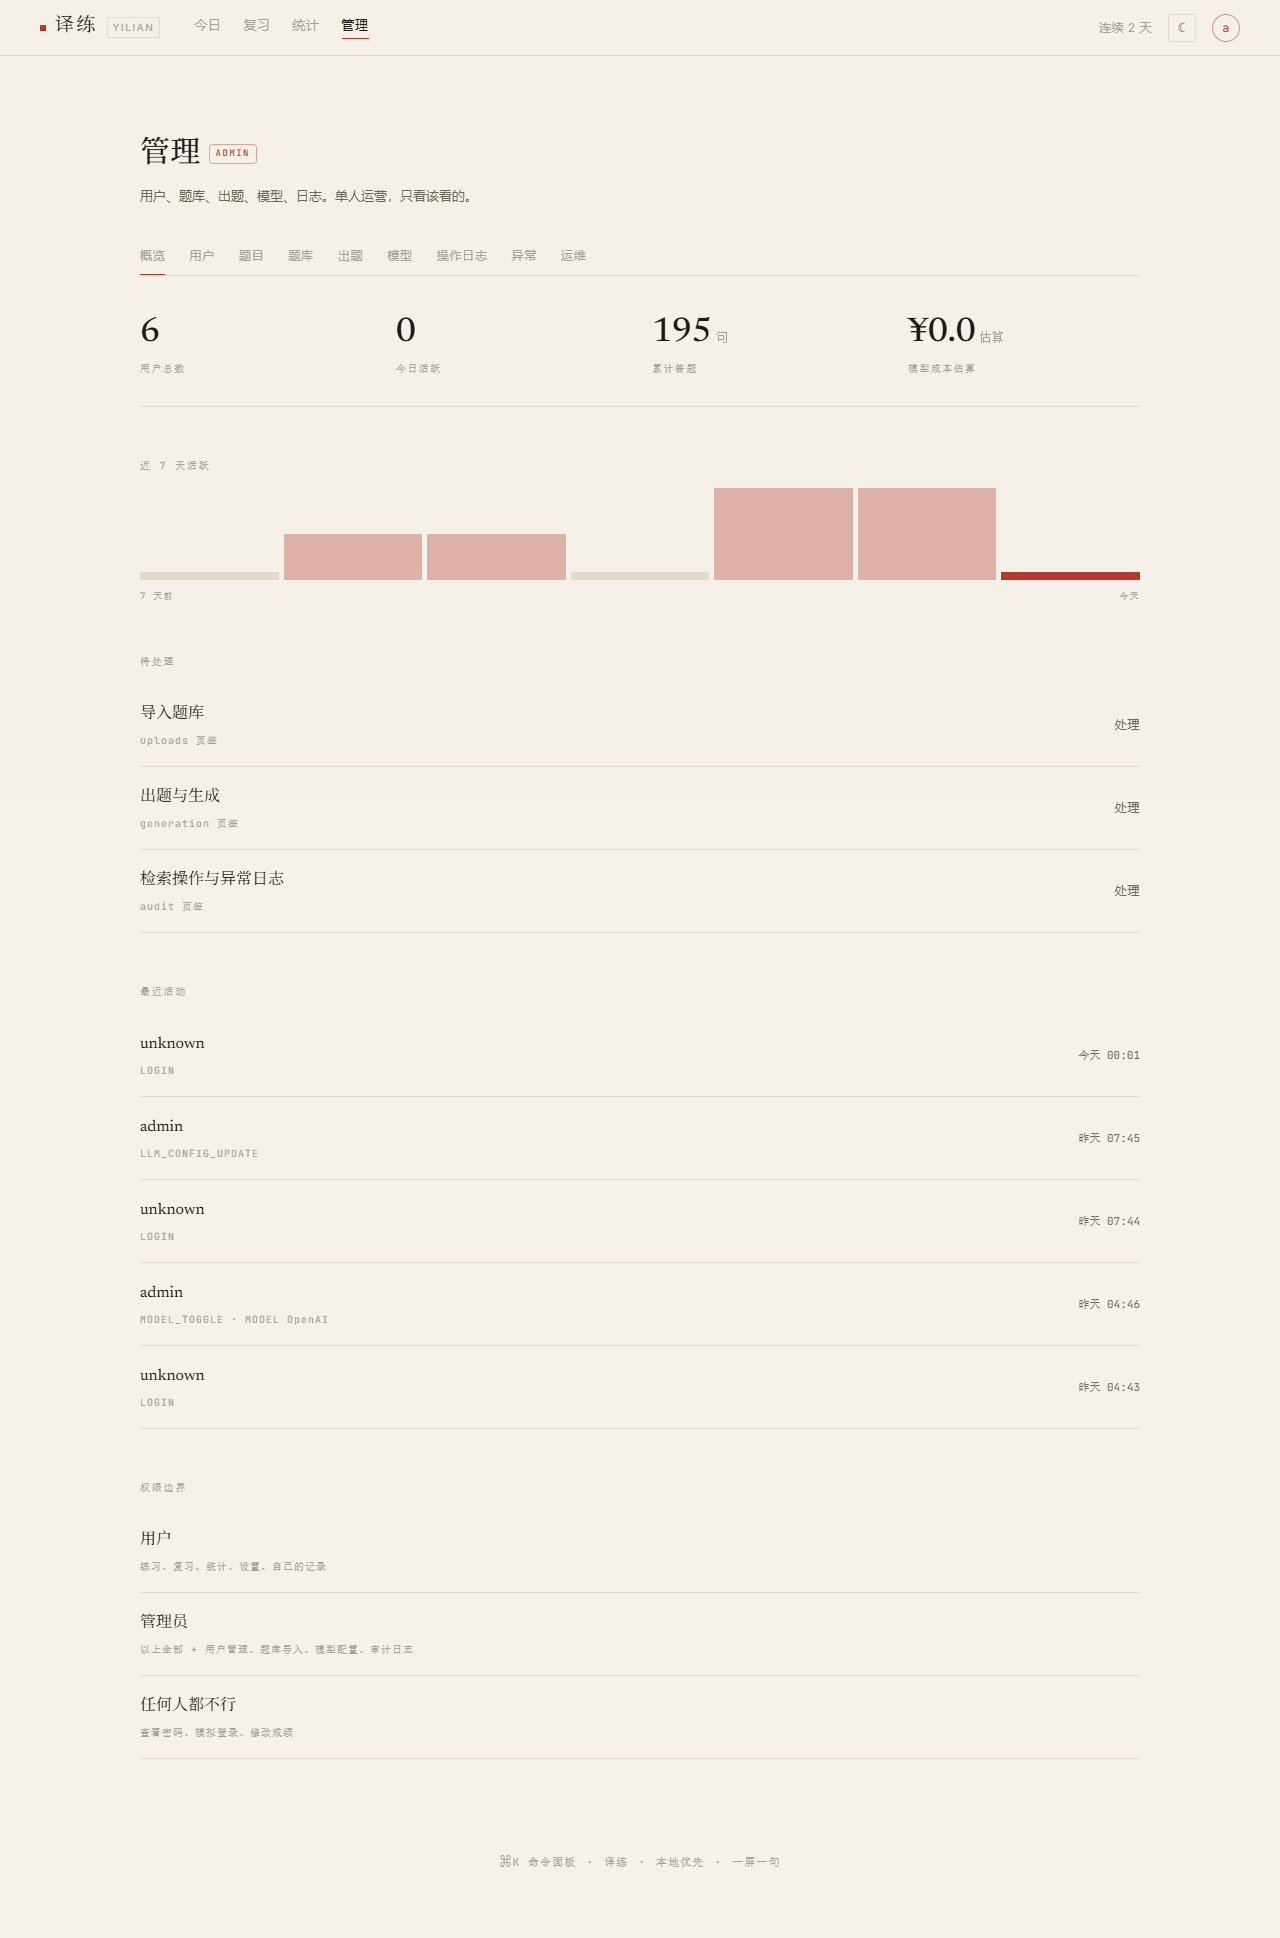 译练 YILIAN 今日 复习 统计 管理 连续 2 天 ☾ a
管理 ADMIN
用户、题库、出题、模型、日志。单人运营，只看该看的。
概览 用户 题目 题库 出题 模型 操作日志 异常 运维
6 0 195 句 ¥0.0 估算
用户总数 今日活跃 累计答题 模型成本估算
近 7 天活跃
7 天前 今天
待处理
导入题库
uploads 页签
处理
出题与生成
generation 页签
处理
检索操作与异常日志
audit 页签
处理
最近活动
unknown
LOGIN
今天 00:01
admin
LLM_CONFIG_UPDATE
昨天 07:45
unknown
LOGIN
昨天 07:44
admin
MODEL_TOGGLE · MODEL OpenAI
昨天 04:46
unknown
LOGIN
昨天 04:43
权限边界
用户
练习、复习、统计、设置、自己的记录
管理员
以上全部 + 用户管理、题库导入、模型配置、审计日志
任何人都不行
查看密码、模拟登录、修改成绩
⌘K 命令面板 · 译练 · 本地优先 · 一屏一句